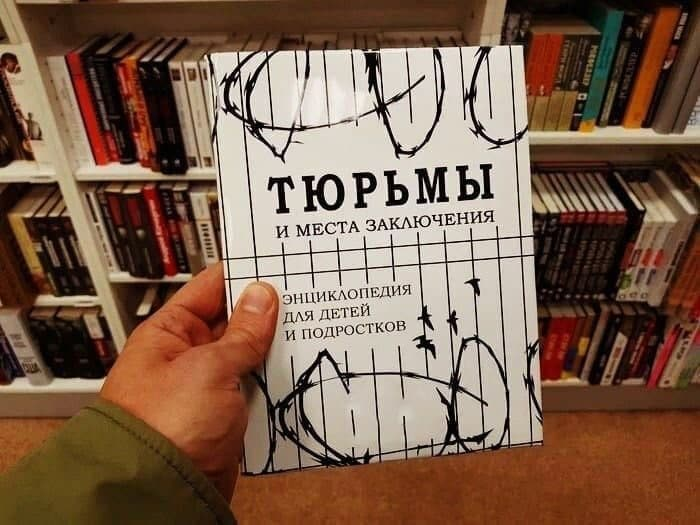 ТЮРЬМЫ
И МЕСТА ЗАКЛЮЧЕНИЯ
ЭНЦИКЛОПЕДИЯ
ДЛЯ ДЕТЕЙ
И ПОДРОСТКОВ